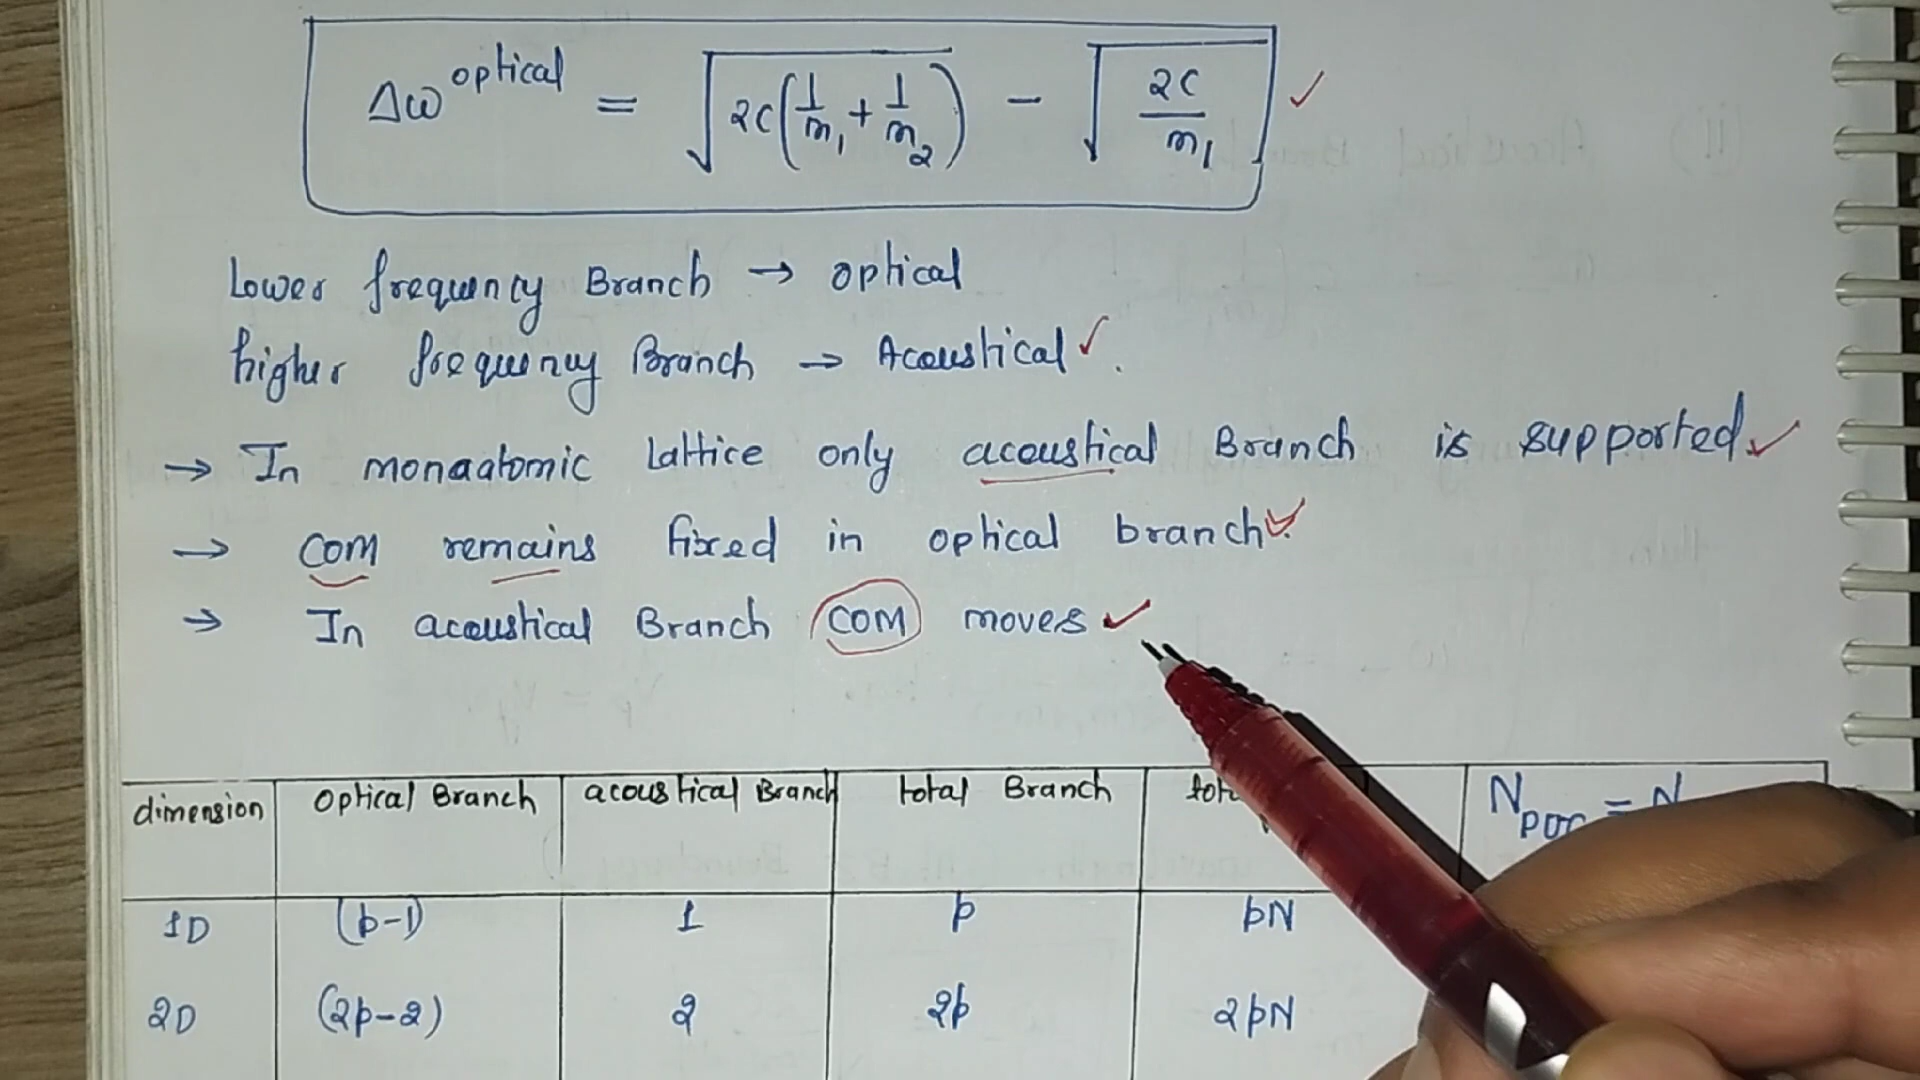 Δω^optical = √(2C(1/m₁ + 1/m₂)) - √(2C/m₁) ✓
Lower frequency Branch → optical
higher frequency Branch → Acoustical ✓.
→ In monaatomic Lattice only acoustical Branch is supported ✓
→ COM remains fixed in optical branch ✓.
→ In acoustical Branch COM moves ✓
dimension optical Branch acoustical Branch total Branch
1D (p-1) 1 p pN
2D (2p-2) 2 2p 2pN